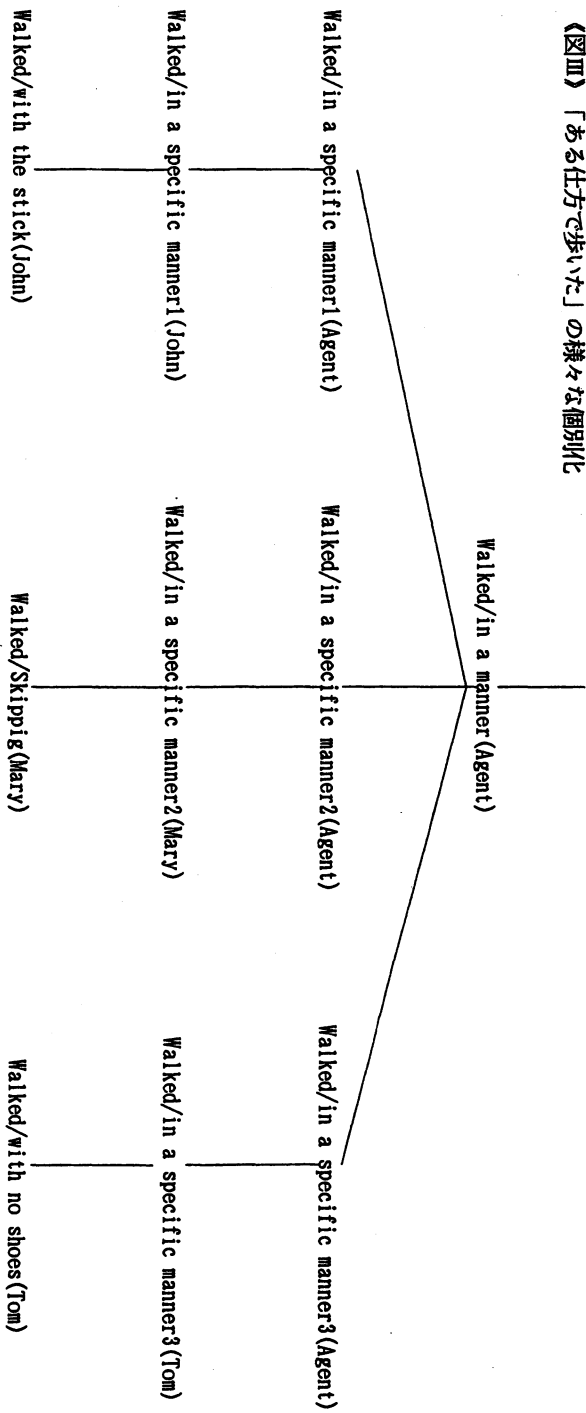 《図Ⅲ》「ある仕方で歩いた」の様々な個別化
Walked/in a manner(Agent)
Walked/in a specific manner1(Agent)
Walked/in a specific manner2(Agent)
Walked/in a specific manner3(Agent)
Walked/in a specific manner1(John)
Walked/in a specific manner2(Mary)
Walked/in a specific manner3(Tom)
Walked/with the stick(John)
Walked/Skippig(Mary)
Walked/with no shoes(Tom)